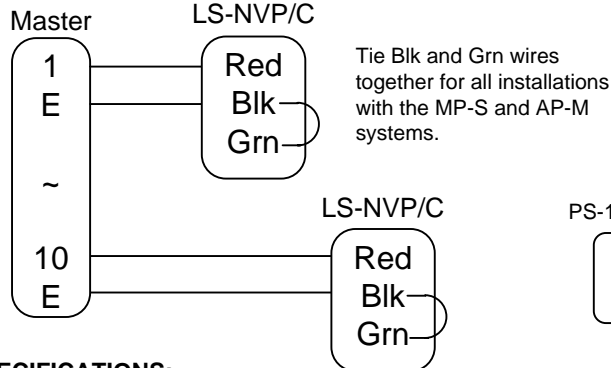 Master
LS-NVP/C
1
E
~
10
E
Red
Blk
Grn
Tie Blk and Grn wires
together for all installations
with the MP-S and AP-M
systems.
LS-NVP/C
Red
Blk
Grn
PS-1